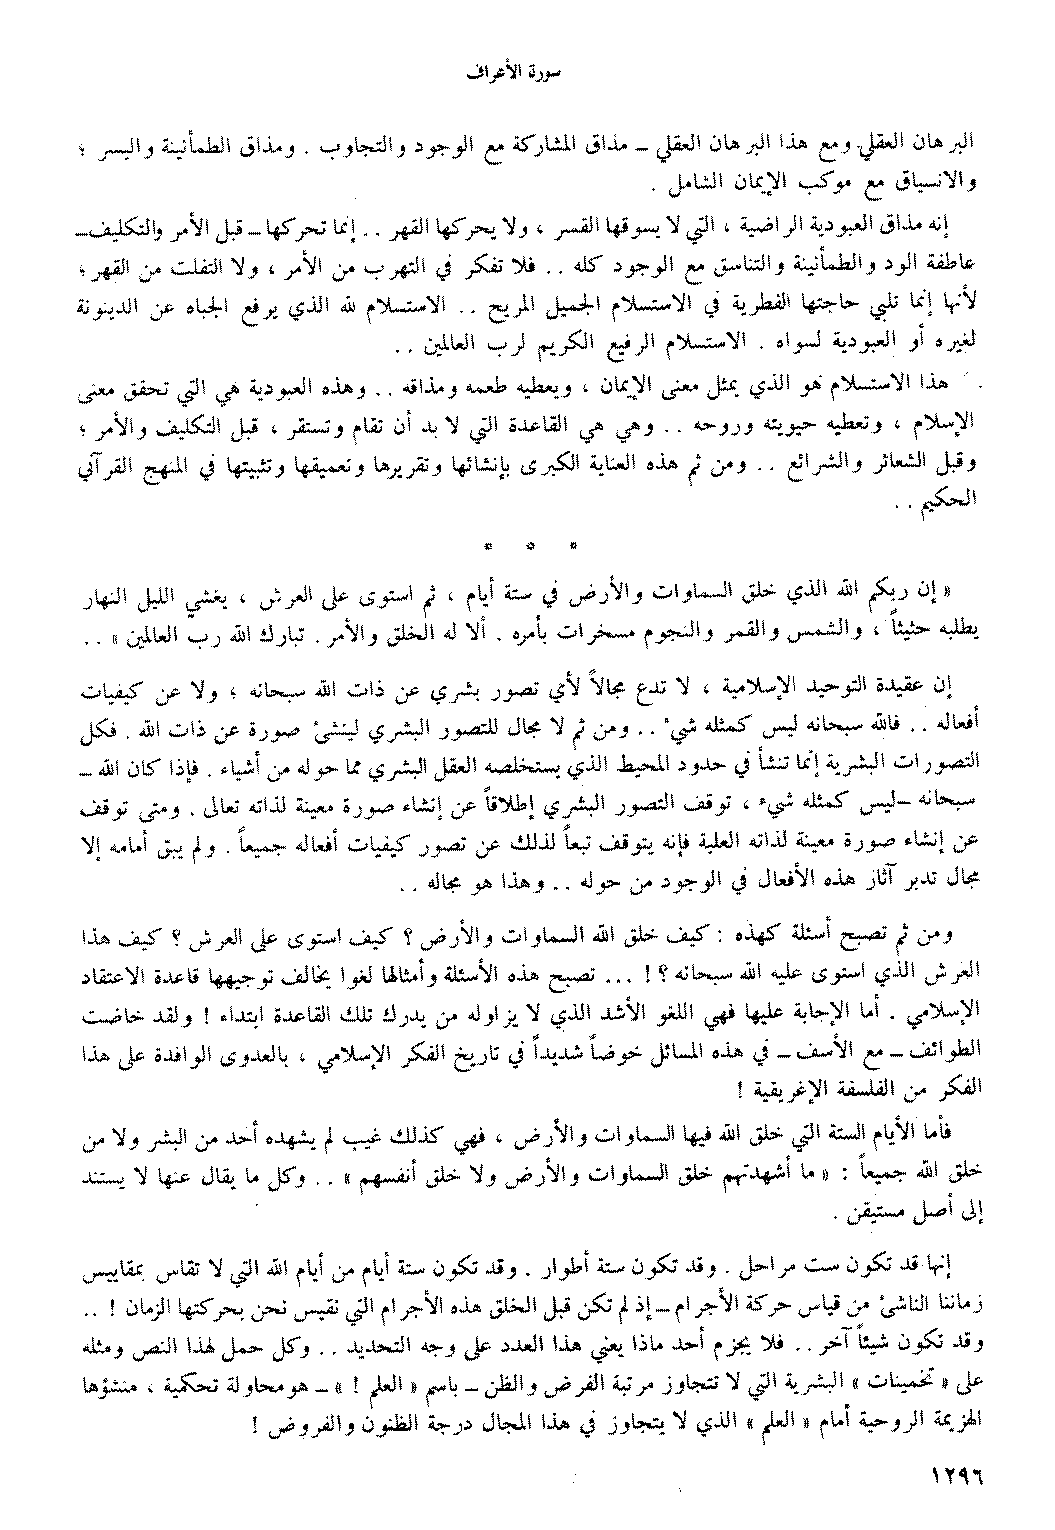 سورة الأعراف
البرهان العقلي ومع هذا البرهان العقلي – مذاق المشاركة مع الوجود والتجاوب . ومذاق الطمأنينة واليسر ؛
والانسياق مع موكب الإيمان الشامل .
إنه مذاق العبودية الراضية ، التي لا يسوقها القسر ، ولا يحركها القهر .. إنما تحركها – قبل الأمر والتكليف –
عاطفة الود والطمأنينة والتناسق مع الوجود كله .. فلا تفكر في التهرب من الأمر ، ولا التفلت من القهر ؛
لأنها إنما تلبي حاجتها الفطرية في الاستسلام الجميل المريح .. الاستسلام لله الذي يرفع الجباه عن الدينونة
لغيره أو العبودية لسواه . الاستسلام الرفيع الكريم لرب العالمين ..
هذا الاستسلام هو الذي يمثل معنى الإيمان ، ويعطيه طعمه ومذاقه .. وهذه العبودية هي التي تحقق معنى
الإسلام ، وتعطيه حيويته وروحه .. وهي هي القاعدة التي لا بد أن تقام وتستقر ، قبل التكليف والأمر ؛
وقبل الشعائر والشرائع .. ومن ثم هذه العناية الكبرى بإنشائها وتقريرها وتعميقها وتثبيتها في المنهج القرآني
الحكيم ..
* * *
« إن ربكم الله الذي خلق السماوات والأرض في ستة أيام ، ثم استوى على العرش ، يغشي الليل النهار
يطلبه حثيثاً ، والشمس والقمر والنجوم مسخرات بأمره . ألا له الخلق والأمر . تبارك الله رب العالمين » ..
إن عقيدة التوحيد الإسلامية ، لا تدع مجالاً لأي تصور بشري عن ذات الله سبحانه ؛ ولا عن كيفيات
أفعاله .. فالله سبحانه ليس كمثله شيء .. ومن ثم لا مجال للتصور البشري لينشئ صورة عن ذات الله . فكل
التصورات البشرية إنما تنشأ في حدود المحيط الذي يستخلصه العقل البشري مما حوله من أشياء . فإذا كان الله –
سبحانه – ليس كمثله شيء ، توقف التصور البشري إطلاقاً عن إنشاء صورة معينة لذاته تعالى . ومتى توقف
عن إنشاء صورة معينة لذاته العلية فإنه يتوقف تبعاً لذلك عن تصور كيفيات أفعاله جميعاً . ولم يبق أمامه إلا
مجال تدبر آثار هذه الأفعال في الوجود من حوله .. وهذا هو مجاله ..
ومن ثم تصبح أسئلة كهذه : كيف خلق الله السماوات والأرض ؟ كيف استوى على العرش ؟ كيف هذا
العرش الذي استوى عليه الله سبحانه ؟! ... تصبح هذه الأسئلة وأمثالها لغوا يخالف توجيهها قاعدة الاعتقاد
الإسلامي . أما الإجابة عليها فهي اللغو الأشد الذي لا يزاوله من يدرك تلك القاعدة ابتداء ! ولقد خاضت
الطوائف – مع الأسف – في هذه المسائل خوضاً شديداً في تاريخ الفكر الإسلامي ، بالعدوى الوافدة على هذا
الفكر من الفلسفة الإغريقية !
فأما الأيام الستة التي خلق الله فيها السماوات والأرض ، فهي كذلك غيب لم يشهده أحد من البشر ولا من
خلق الله جميعاً : « ما أشهدتهم خلق السماوات والأرض ولا خلق أنفسهم » .. وكل ما يقال عنها لا يستند
إلى أصل مستيقن .
إنها قد تكون ست مراحل . وقد تكون ستة أطوار . وقد تكون ستة أيام من أيام الله التي لا تقاس بمقاييس
زماننا الناشئ من قياس حركة الأجرام – إذ لم تكن قبل الخلق هذه الأجرام التي نقيس نحن بحركتها الزمان ! ..
وقد تكون شيئاً آخر .. فلا يجزم أحد ماذا يعني هذا العدد على وجه التحديد .. وكل حمل لهذا النص ومثله
على « تخمينات » البشرية التي لا تتجاوز مرتبة الفرض والظن – باسم « العلم ! » – هو محاولة تحكمية ، منشؤها
الهزيمة الروحية أمام « العلم » الذي لا يتجاوز في هذا المجال درجة الظنون والفروض !
١٢٩٦